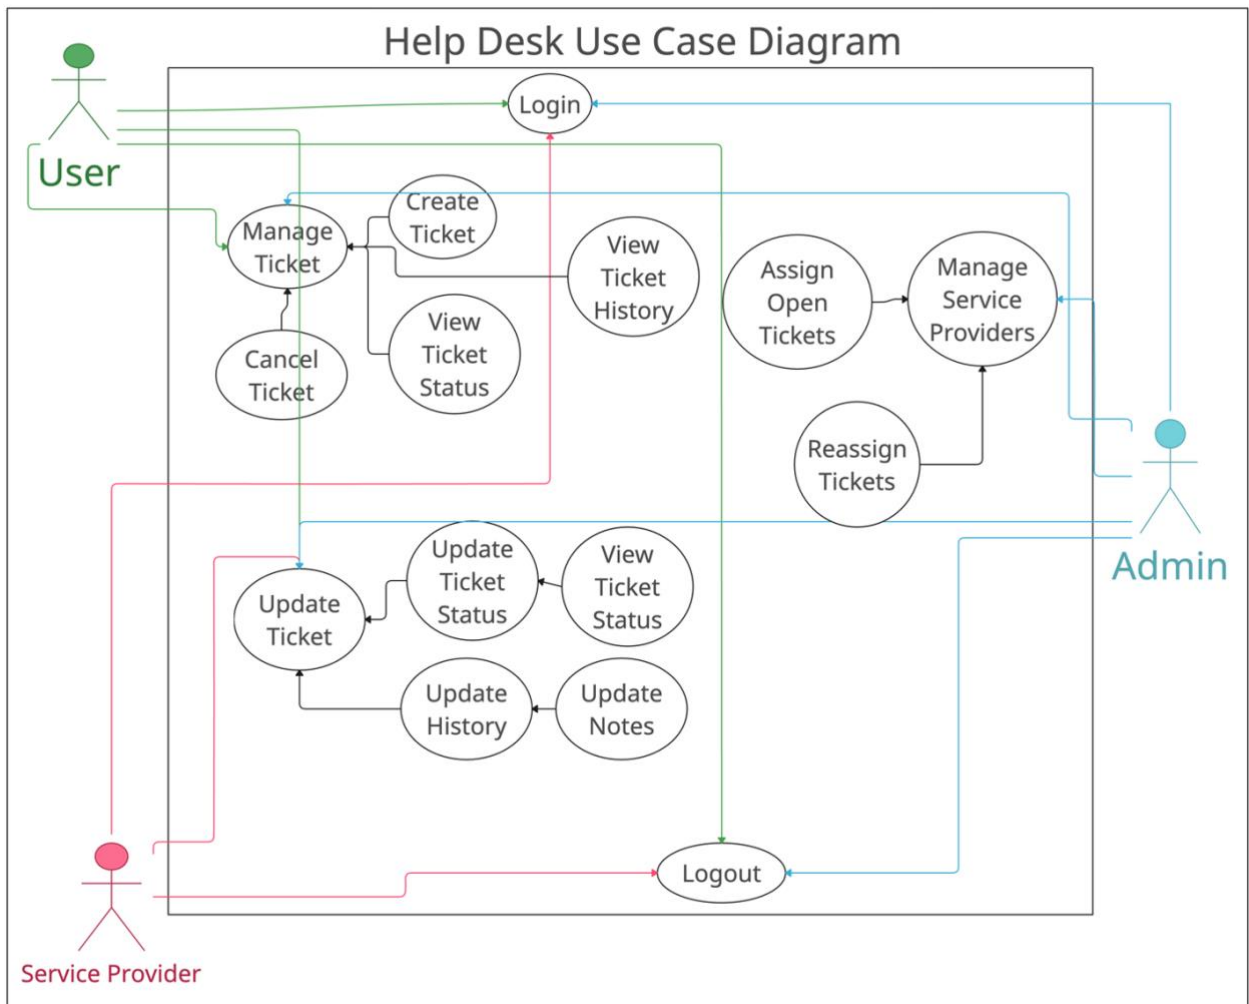 Help Desk Use Case Diagram
User
Login
Create
Ticket
Manage
Ticket
View
Ticket
History
Assign
Open
Tickets
Manage
Service
Providers
Cancel
Ticket
View
Ticket
Status
Reassign
Tickets
Admin
Update
Ticket
Update
Ticket
Status
View
Ticket
Status
Update
History
Update
Notes
Logout
Service Provider